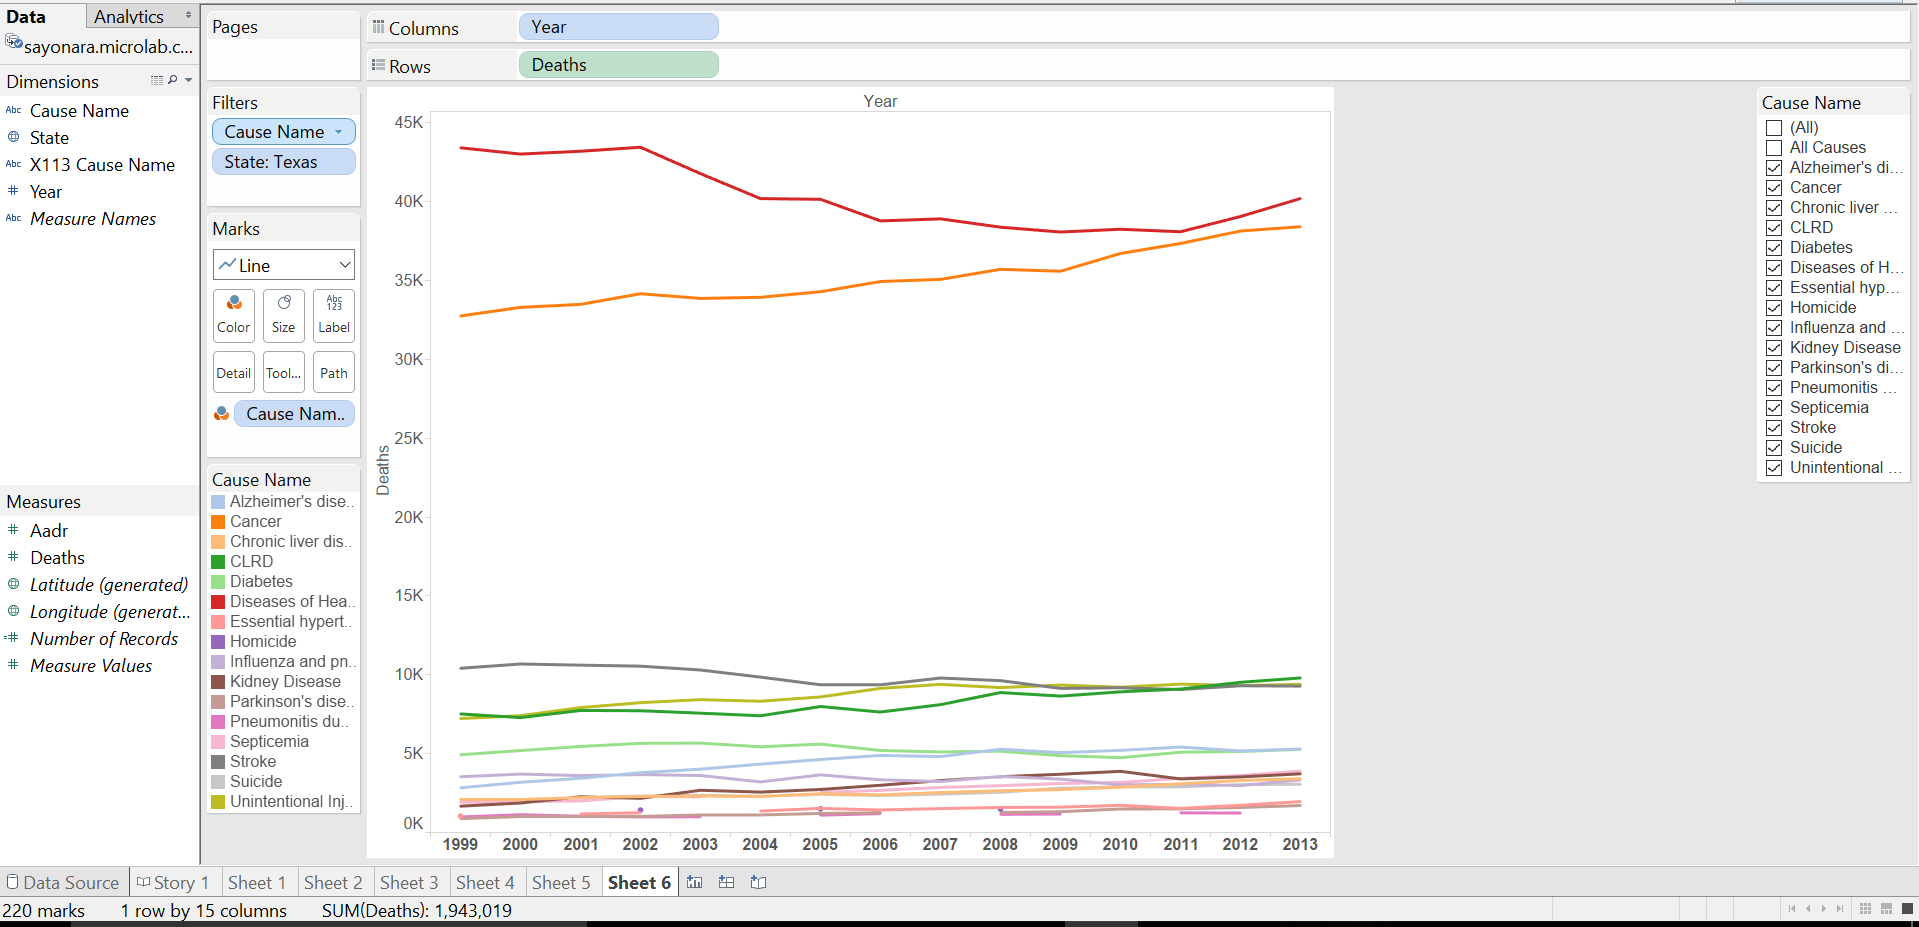 Data
Analytics
sayonara.microlab.c...
Dimensions
Abc Cause Name
State
Abc X113 Cause Name
# Year
Abc Measure Names
Measures
# Aadr
# Deaths
Latitude (generated)
Longitude (generat...
=# Number of Records
# Measure Values
Pages
Filters
Cause Name
State: Texas
Marks
Line
Color
Size
Abc
123
Label
Detail
Tool...
Path
Cause Nam..
Cause Name
Alzheimer's dise..
Cancer
Chronic liver dis..
CLRD
Diabetes
Diseases of Hea..
Essential hypert..
Homicide
Influenza and pn..
Kidney Disease
Parkinson's dise..
Pneumonitis du..
Septicemia
Stroke
Suicide
Unintentional Inj..
Columns
Year
Rows
Deaths
Year
45K
40K
35K
30K
25K
20K
15K
10K
5K
0K
Deaths
1999 2000 2001 2002 2003 2004 2005 2006 2007 2008 2009 2010 2011 2012 2013
Cause Name
(All)
All Causes
Alzheimer's di...
Cancer
Chronic liver ...
CLRD
Diabetes
Diseases of H...
Essential hyp...
Homicide
Influenza and ...
Kidney Disease
Parkinson's di...
Pneumonitis ...
Septicemia
Stroke
Suicide
Unintentional ...
Data Source
Story 1
Sheet 1
Sheet 2
Sheet 3
Sheet 4
Sheet 5
Sheet 6
220 marks
1 row by 15 columns
SUM(Deaths): 1,943,019